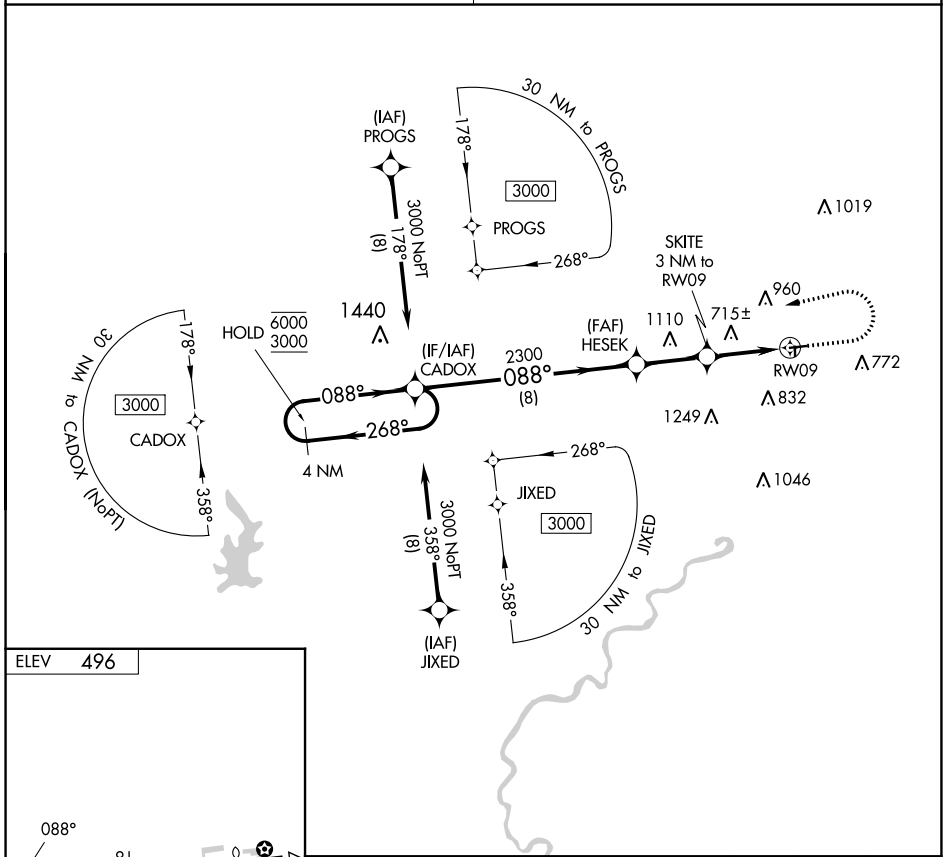 30 NM to PROGS
178°
3000
PROGS
268°
(IAF)
PROGS
3000 NoPT
178°
(8)
1019
SKITE
3 NM to
RW09
960
1440
HOLD
6000
3000
(IF/IAF)
CADOX
(FAF)
HESEK
1110
715±
2300
088°
(8)
RW09
772
832
1249
1046
088°
268°
4 NM
30 NM to CADOX (NoPT)
178°
3000
CADOX
358°
268°
JIXED
3000
358°
30 NM to JIXED
3000 NoPT
358°
(8)
(IAF)
JIXED
ELEV 496
088°